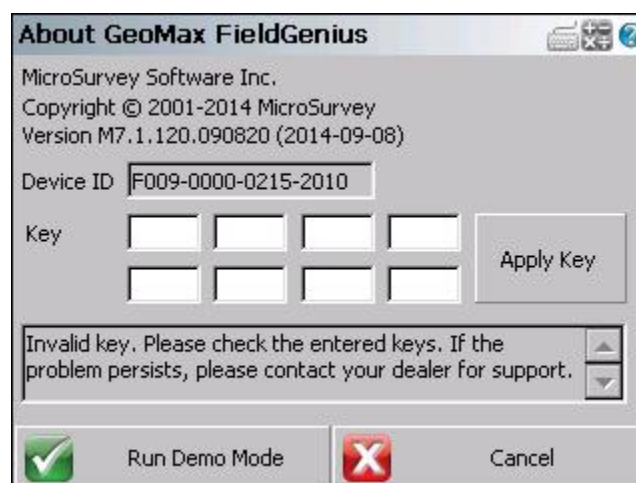 About GeoMax FieldGenius
MicroSurvey Software Inc.
Copyright © 2001-2014 MicroSurvey
Version M7.1.120.090820 (2014-09-08)
Device ID F009-0000-0215-2010
Key
Apply Key
Invalid key. Please check the entered keys. If the
problem persists, please contact your dealer for support.
Run Demo Mode Cancel